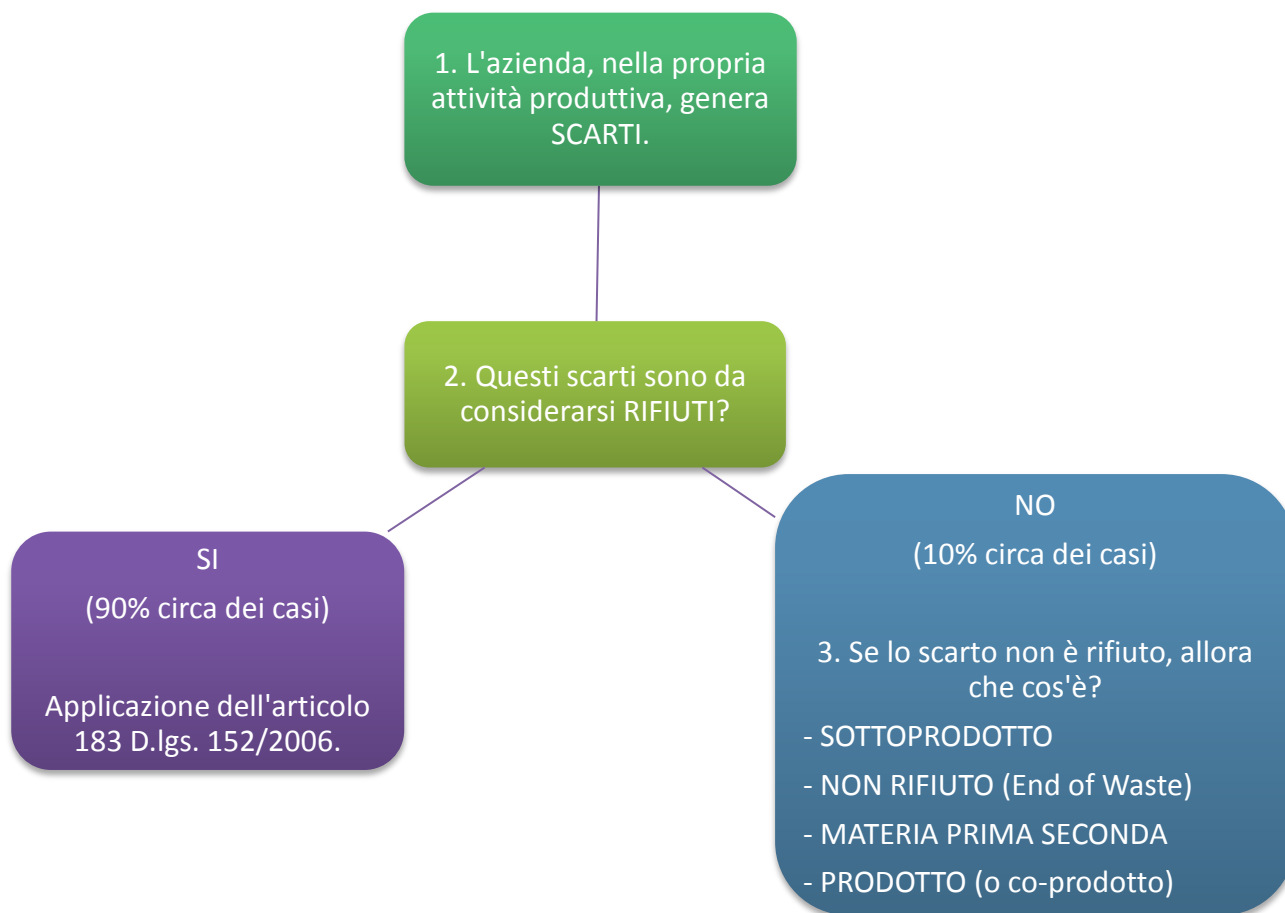 1. L'azienda, nella propria
attività produttiva, genera
SCARTI.
2. Questi scarti sono da
considerarsi RIFIUTI?
SI
(90% circa dei casi)
Applicazione dell'articolo
183 D.lgs. 152/2006.
NO
(10% circa dei casi)
3. Se lo scarto non è rifiuto, allora
che cos'è?
- SOTTOPRODOTTO
- NON RIFIUTO (End of Waste)
- MATERIA PRIMA SECONDA
- PRODOTTO (o co-prodotto)